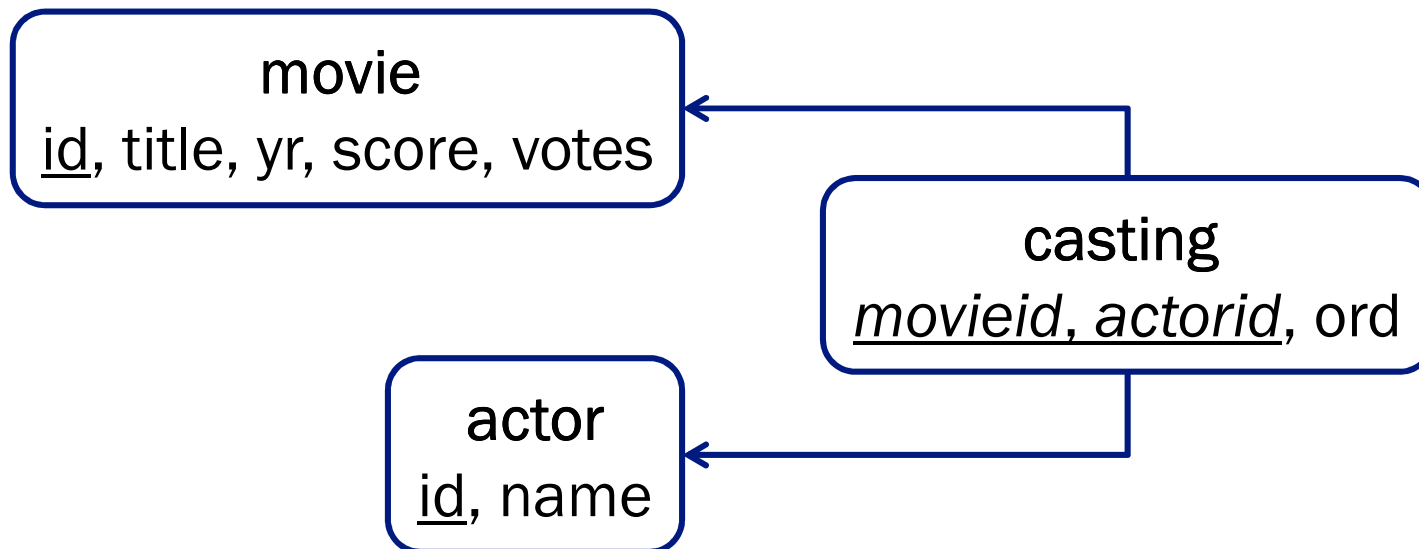 movie
id, title, yr, score, votes
casting
movieid, actorid, ord
actor
id, name